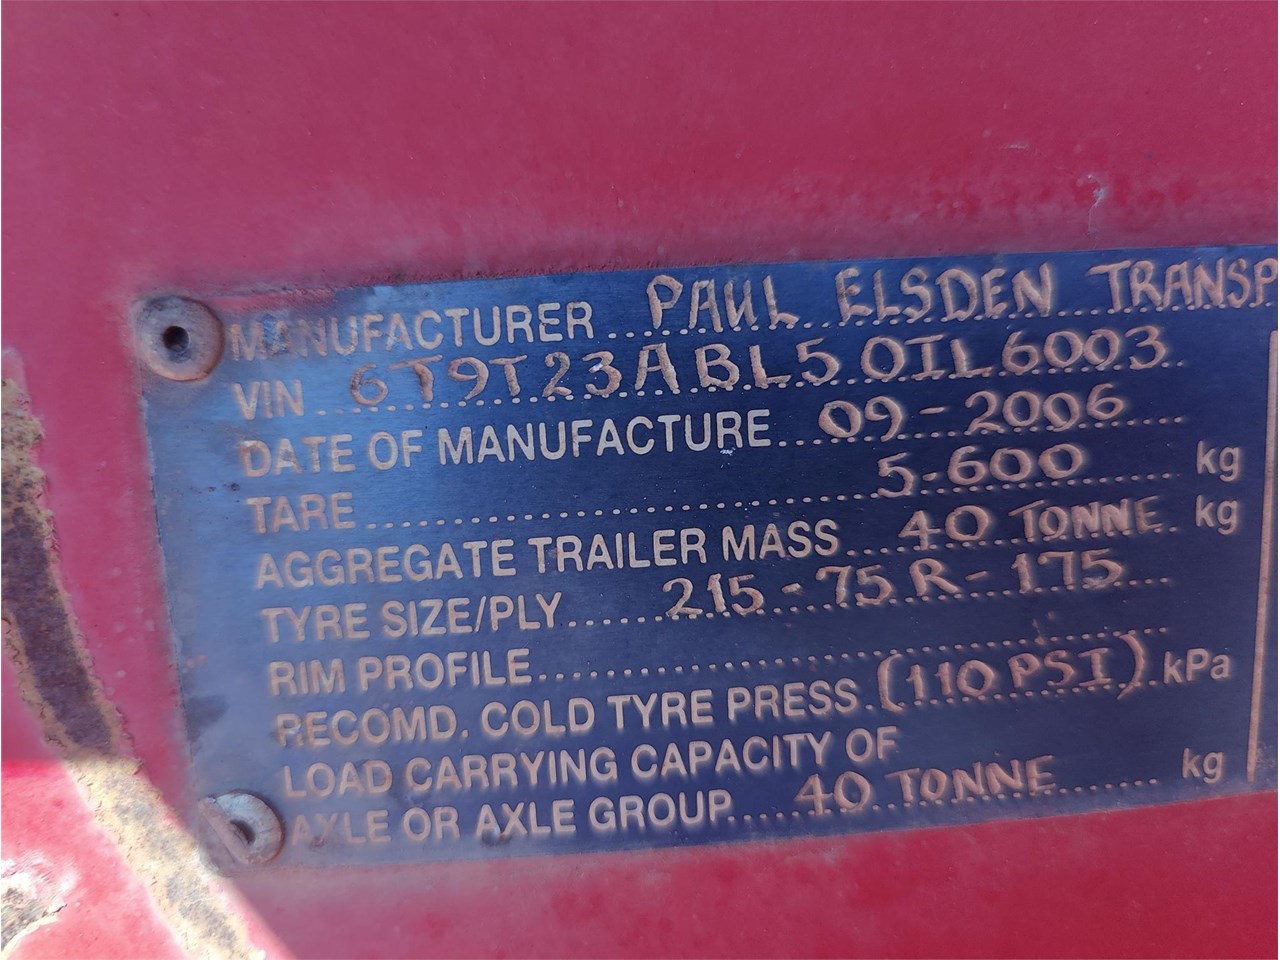 MANUFACTURER PAUL ELSDEN TRANSP
VIN 6T9T23ABL5OIL6003
DATE OF MANUFACTURE 09-2006
TARE 5.600 kg
AGGREGATE TRAILER MASS 40 TONNE kg
TYRE SIZE/PLY 215-75R-175
RIM PROFILE
RECOMD. COLD TYRE PRESS. (110 PSI) kPa
LOAD CARRYING CAPACITY OF
AXLE OR AXLE GROUP 40 TONNE kg